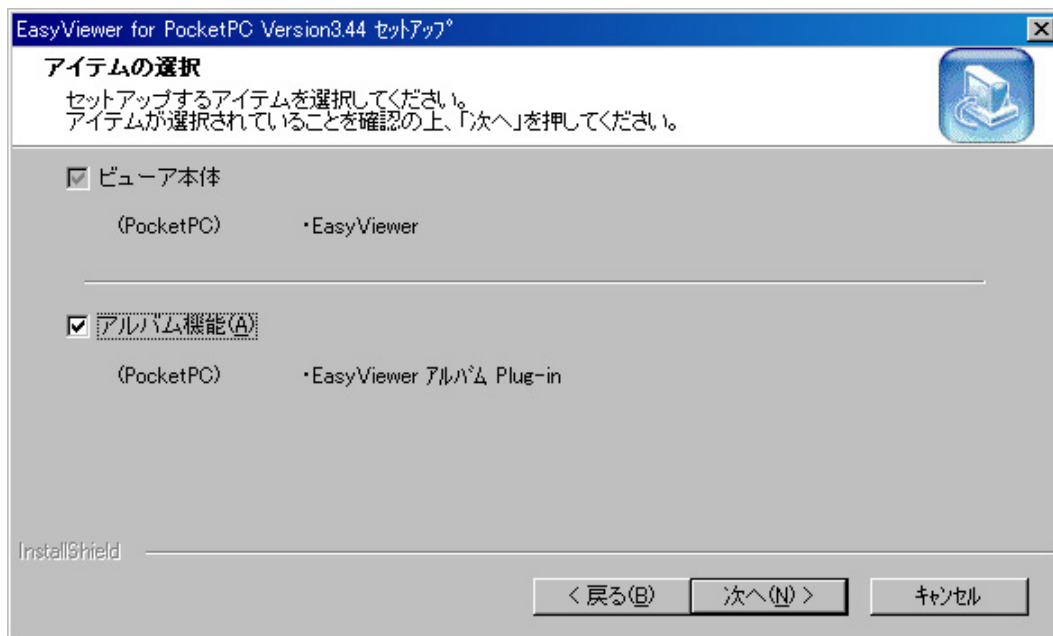 EasyViewer for PocketPC Version3.44 ｾｯﾄｱｯﾌﾟ
アイテムの選択
セットアップするアイテムを選択してください。
アイテムが選択されていることを確認の上、「次へ」を押してください。
ビューア本体
(PocketPC) ・EasyViewer
アルバム機能(A)
(PocketPC) ・EasyViewer ｱﾙﾊﾞﾑ Plug-in
InstallShield
< 戻る(B) 次へ(N) > ｷｬﾝｾﾙ